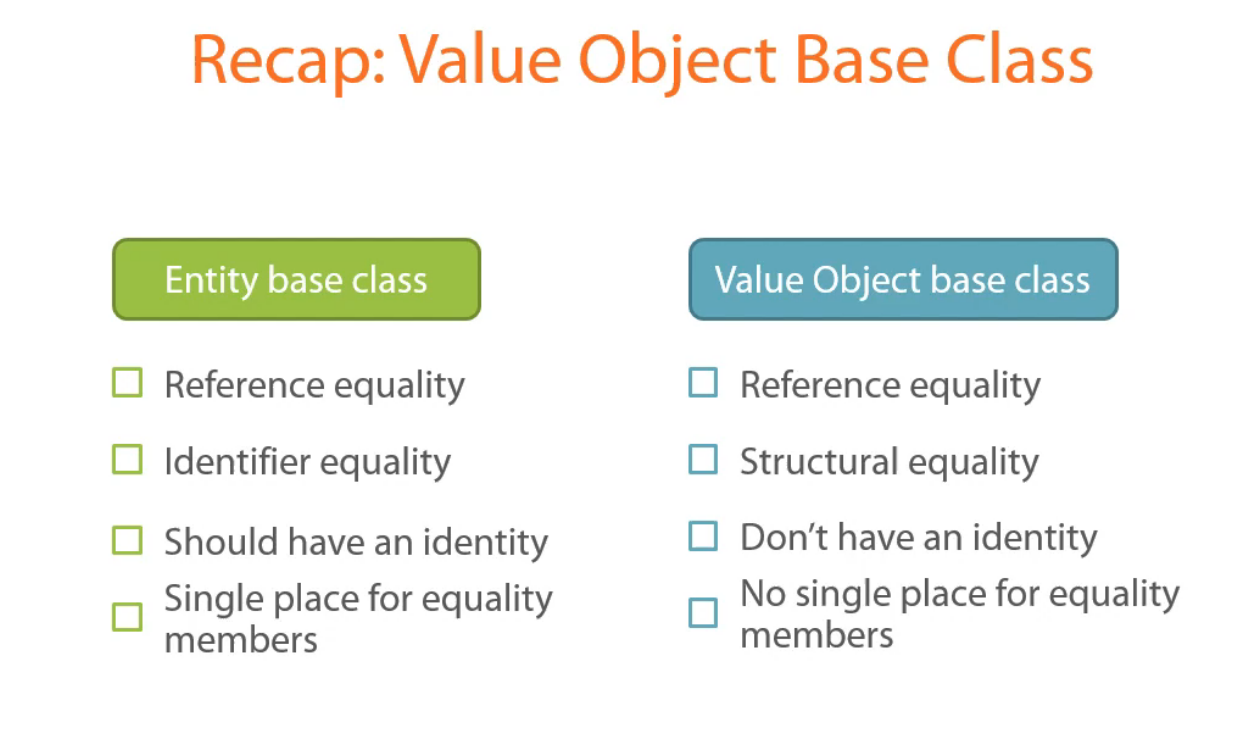 Recap: Value Object Base Class
Entity base class
Reference equality
Identifier equality
Should have an identity
Single place for equality
members
Value Object base class
Reference equality
Structural equality
Don't have an identity
No single place for equality
members